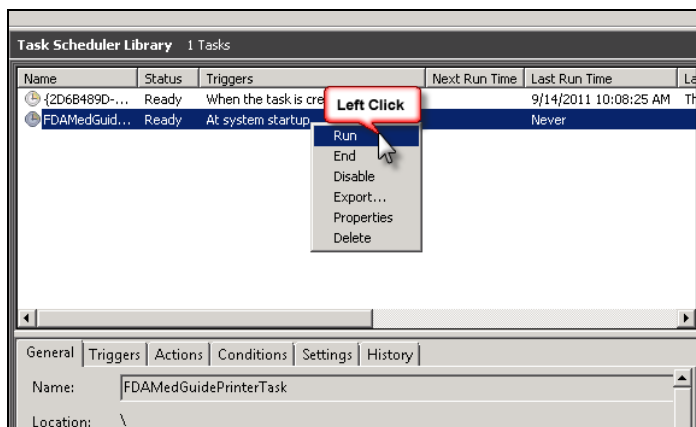 Task Scheduler Library 1 Tasks
Name Status Triggers Next Run Time Last Run Time La
{2D6B489D-... Ready When the task is cre 9/14/2011 10:08:25 AM Th
FDAMedGuid... Ready At system startup Never
Left Click
Run
End
Disable
Export...
Properties
Delete
General Triggers Actions Conditions Settings History
Name: FDAMedGuidePrinterTask
Location: \